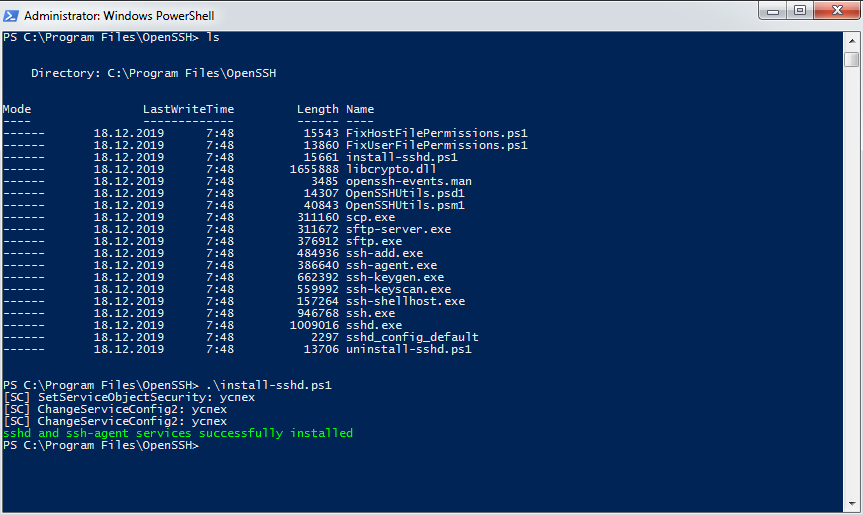 Administrator: Windows PowerShell
PS C:\Program Files\OpenSSH> ls
Directory: C:\Program Files\OpenSSH
Mode                LastWriteTime         Length Name
----                -------------         ------ ----
------        18.12.2019      7:48          15543 FixHostFilePermissions.ps1
------        18.12.2019      7:48          13860 FixUserFilePermissions.ps1
------        18.12.2019      7:48          15661 install-sshd.ps1
------        18.12.2019      7:48        1655888 libcrypto.dll
------        18.12.2019      7:48           3485 openssh-events.man
------        18.12.2019      7:48          14307 OpenSSHUtils.psd1
------        18.12.2019      7:48          40843 OpenSSHUtils.psm1
------        18.12.2019      7:48         311160 scp.exe
------        18.12.2019      7:48         311672 sftp-server.exe
------        18.12.2019      7:48         376912 sftp.exe
------        18.12.2019      7:48         484936 ssh-add.exe
------        18.12.2019      7:48         386640 ssh-agent.exe
------        18.12.2019      7:48         662392 ssh-keygen.exe
------        18.12.2019      7:48         559992 ssh-keyscan.exe
------        18.12.2019      7:48         157264 ssh-shellhost.exe
------        18.12.2019      7:48         946768 ssh.exe
------        18.12.2019      7:48        1009016 sshd.exe
------        18.12.2019      7:48           2297 sshd_config_default
------        18.12.2019      7:48          13706 uninstall-sshd.ps1
PS C:\Program Files\OpenSSH> .\install-sshd.ps1
[SC] SetServiceObjectSecurity: ycnex
[SC] ChangeServiceConfig2: ycnex
[SC] ChangeServiceConfig2: ycnex
sshd and ssh-agent services successfully installed
PS C:\Program Files\OpenSSH>